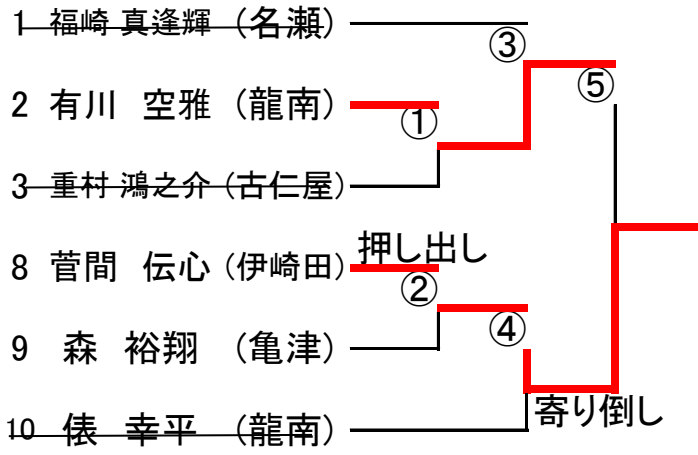 1 福崎 真逢輝 (名瀬)
③
⑤
2 有川 空雅 (龍南)
①
3 重村 鴻之介 (古仁屋)
押し出し
8 菅間 伝心 (伊崎田)
②
④
9 森 裕翔 (亀津)
寄り倒し
10 俵 幸平 (龍南)